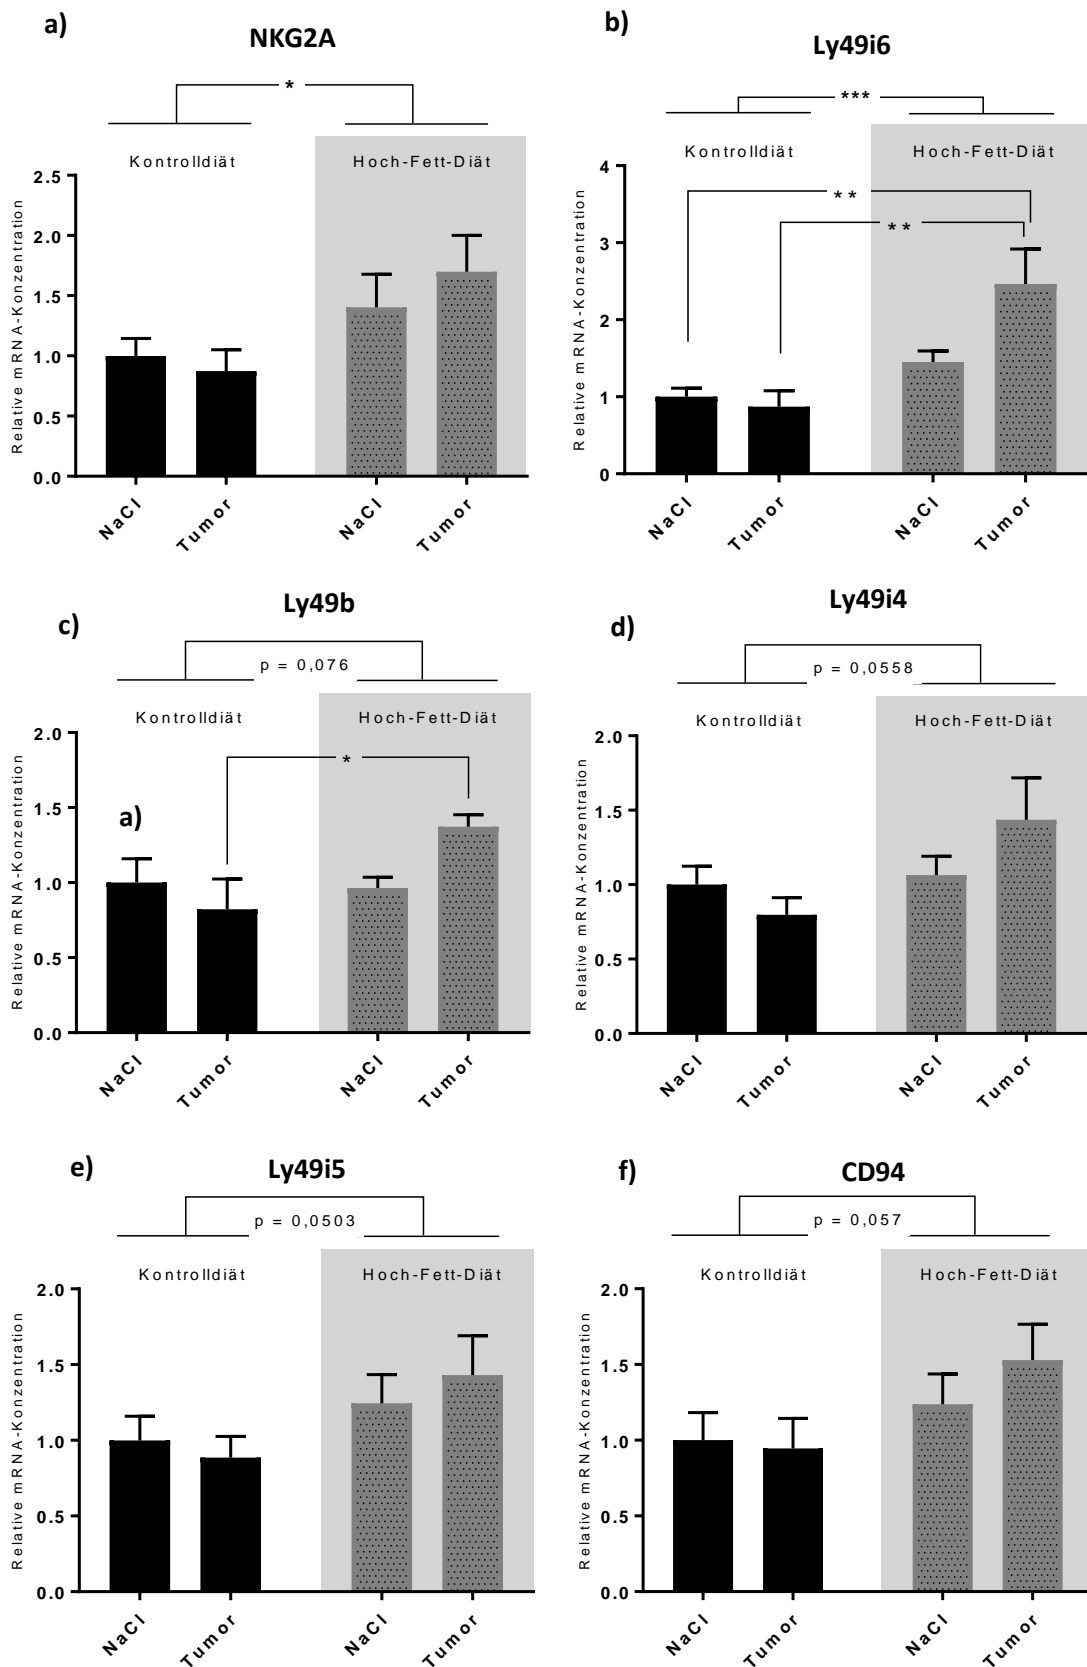 a)
NKG2A
*
Kontrolldiät
Hoch-Fett-Diät
Relative mRNA-Konzentration
2.5
2.0
1.5
1.0
0.5
0.0
NaCl
Tumor
NaCl
Tumor
b)
Ly49i6
***
Kontrolldiät
Hoch-Fett-Diät
**
**
Relative mRNA-Konzentration
4
3
2
1
0
NaCl
Tumor
NaCl
Tumor
c)
Ly49b
p = 0,076
Kontrolldiät
Hoch-Fett-Diät
*
a)
Relative mRNA-Konzentration
2.0
1.5
1.0
0.5
0.0
NaCl
Tumor
NaCl
Tumor
d)
Ly49i4
p = 0,0558
Kontrolldiät
Hoch-Fett-Diät
Relative mRNA-Konzentration
2.0
1.5
1.0
0.5
0.0
NaCl
Tumor
NaCl
Tumor
e)
Ly49i5
p = 0,0503
Kontrolldiät
Hoch-Fett-Diät
Relative mRNA-Konzentration
2.0
1.5
1.0
0.5
0.0
NaCl
Tumor
NaCl
Tumor
f)
CD94
p = 0,057
Kontrolldiät
Hoch-Fett-Diät
Relative mRNA-Konzentration
2.0
1.5
1.0
0.5
0.0
NaCl
Tumor
NaCl
Tumor